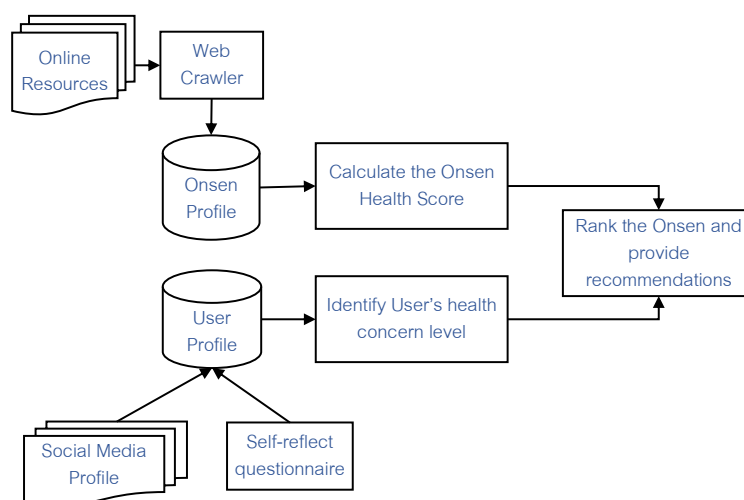 Online
Resources
Web
Crawler
Onsen
Profile
Calculate the Onsen
Health Score
Rank the Onsen and
provide
recommendations
User
Profile
Identify User's health
concern level
Social Media
Profile
Self-reflect
questionnaire